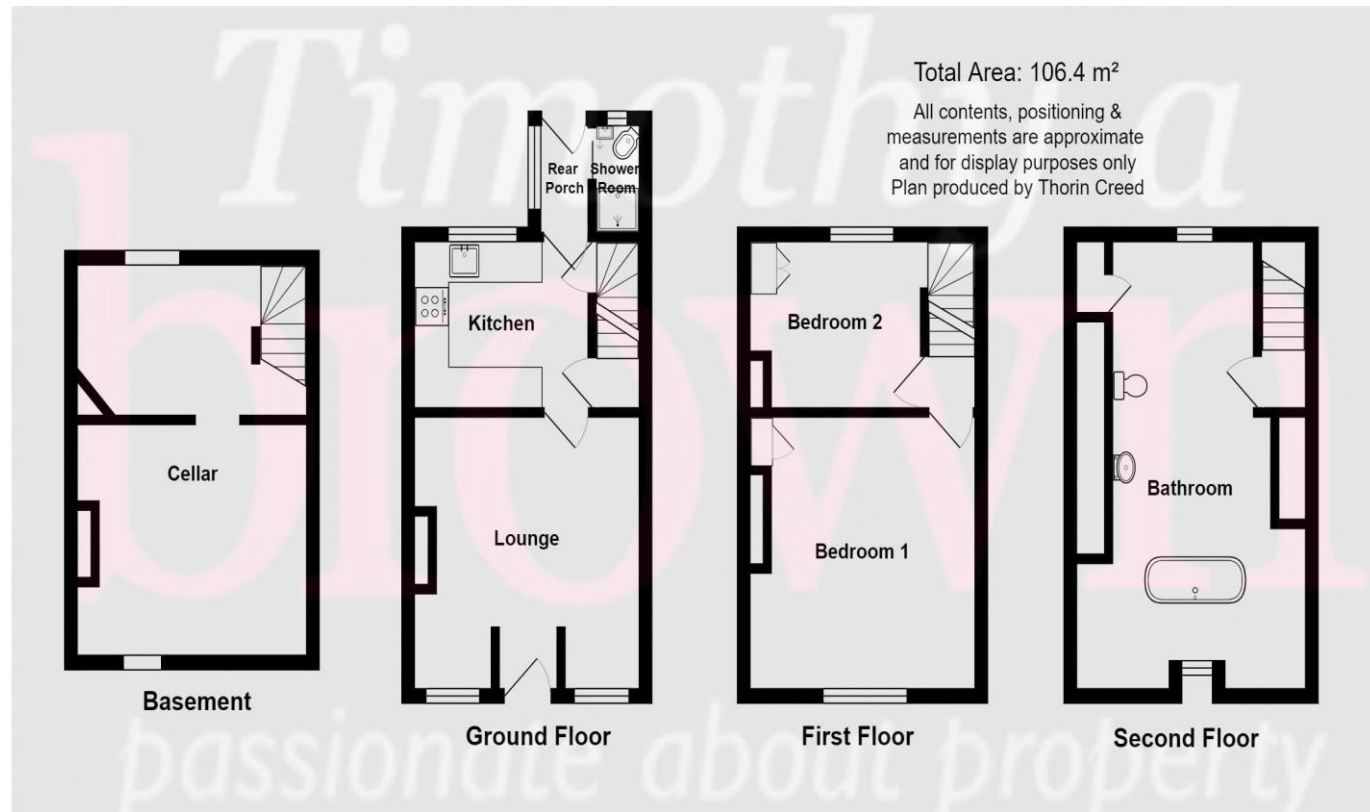 Timothy a
brown
passionate about property
Total Area: 106.4 m²
All contents, positioning &
measurements are approximate
and for display purposes only
Plan produced by Thorin Creed
Rear
Porch
Shower
Room
Kitchen
Lounge
Cellar
Bedroom 2
Bedroom 1
Bathroom
Basement
Ground Floor
First Floor
Second Floor